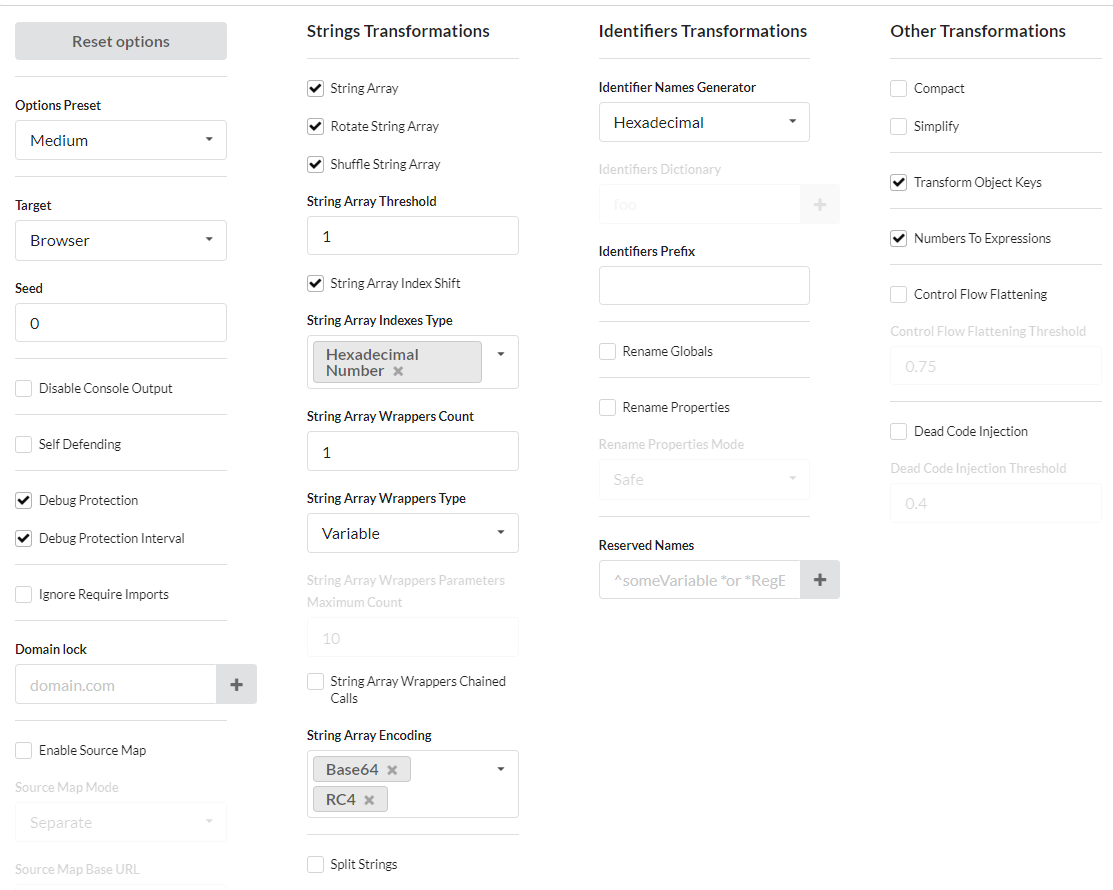 Reset options
Options Preset
Medium
Target
Browser
Seed
0
Disable Console Output
Self Defending
Debug Protection
Debug Protection Interval
Ignore Require Imports
Domain lock
domain.com
+
Enable Source Map
Source Map Mode
Separate
Source Map Base URL
Strings Transformations
String Array
Rotate String Array
Shuffle String Array
String Array Threshold
1
String Array Index Shift
String Array Indexes Type
Hexadecimal
Number
String Array Wrappers Count
1
String Array Wrappers Type
Variable
String Array Wrappers Parameters
Maximum Count
10
String Array Wrappers Chained
Calls
String Array Encoding
Base64
RC4
Split Strings
Identifiers Transformations
Identifier Names Generator
Hexadecimal
Identifiers Dictionary
foo
+
Identifiers Prefix
Rename Globals
Rename Properties
Rename Properties Mode
Safe
Reserved Names
^someVariable *or *RegE
+
Other Transformations
Compact
Simplify
Transform Object Keys
Numbers To Expressions
Control Flow Flattening
Control Flow Flattening Threshold
0.75
Dead Code Injection
Dead Code Injection Threshold
0.4